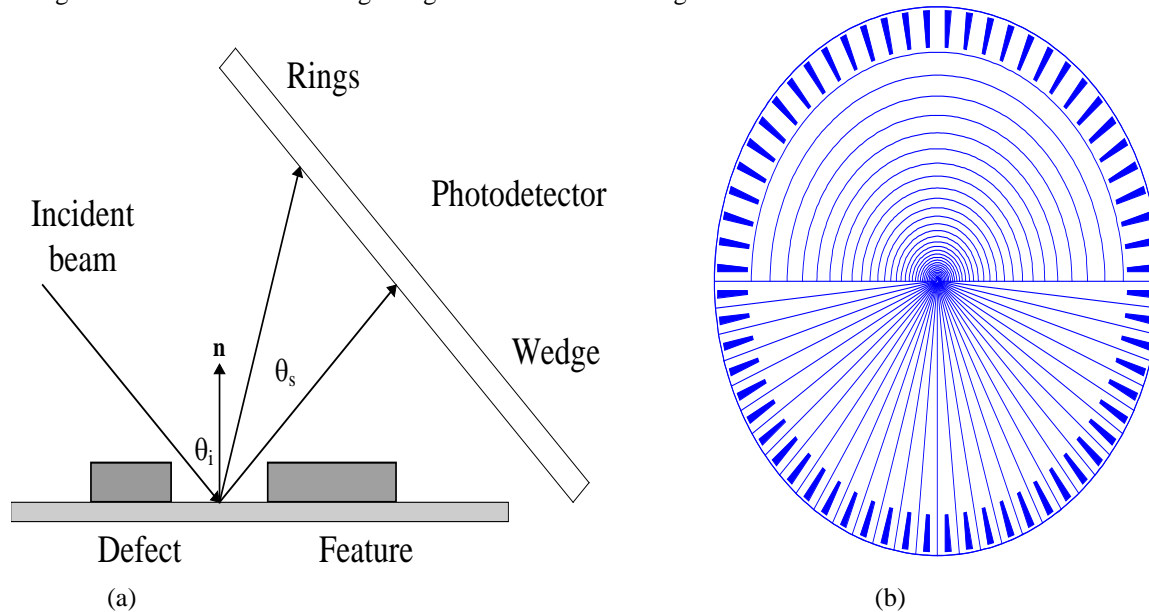 Rings
Photodetector
Incident
beam
n
θs
Wedge
θi
Defect
Feature
(a)
(b)